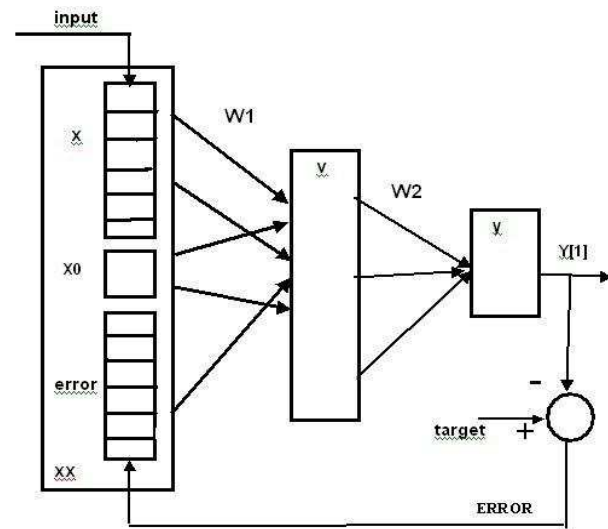 input
W1
X
V
W2
y
Y[1]
X0
error
-
target
+
XX
ERROR